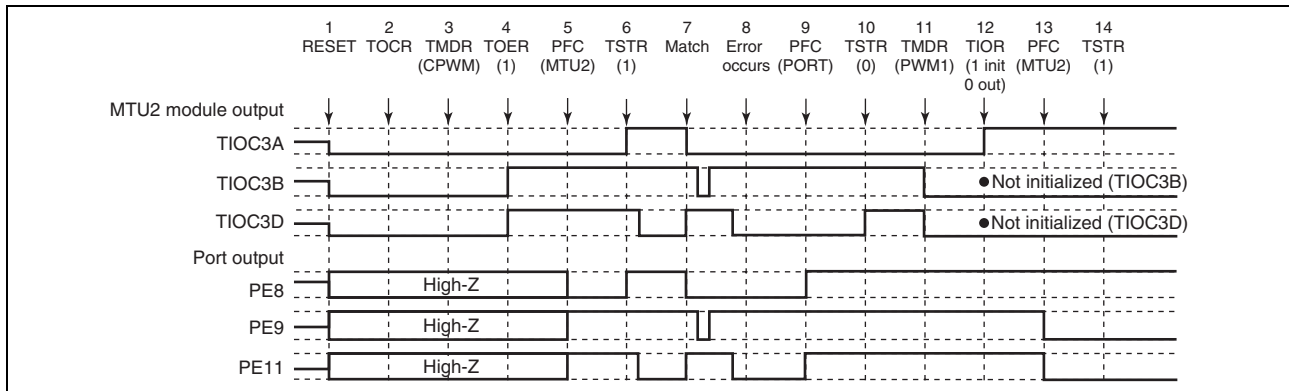 1 2 3 4 5 6 7 8 9 10 11 12 13 14
RESET TOCR TMDR TOER PFC TSTR Match Error PFC TSTR TMDR TIOR PFC TSTR
(CPWM) (1) (MTU2) (1) occurs (PORT) (0) (PWM1) (1 init (MTU2) (1)
0 out)
MTU2 module output
TIOC3A
TIOC3B ●Not initialized (TIOC3B)
TIOC3D ●Not initialized (TIOC3D)
Port output
PE8 High-Z
PE9 High-Z
PE11 High-Z